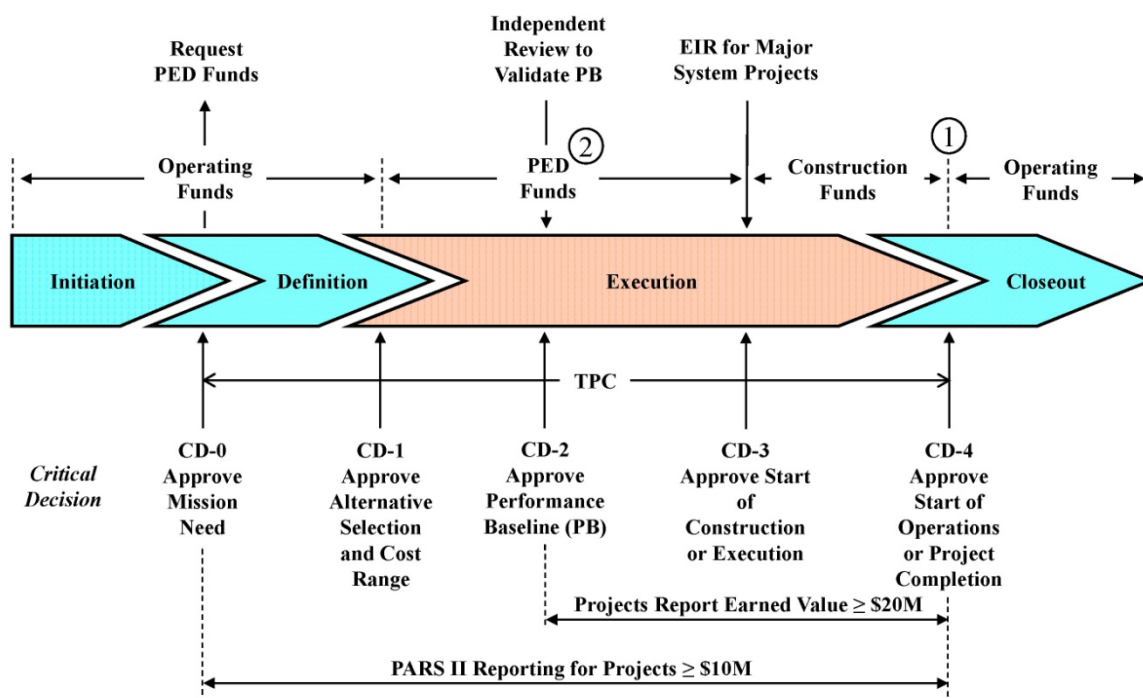 Request
PED Funds
Independent
Review to
Validate PB
EIR for Major
System Projects
Operating
Funds
PED
Funds
2
Construction
Funds
1
Operating
Funds
Initiation
Definition
Execution
Closeout
TPC
Critical
Decision
CD-0
Approve
Mission
Need
CD-1
Approve
Alternative
Selection
and Cost
Range
CD-2
Approve
Performance
Baseline (PB)
CD-3
Approve Start
of
Construction
or Execution
CD-4
Approve
Start of
Operations
or Project
Completion
Projects Report Earned Value ≥ $20M
PARS II Reporting for Projects ≥ $10M